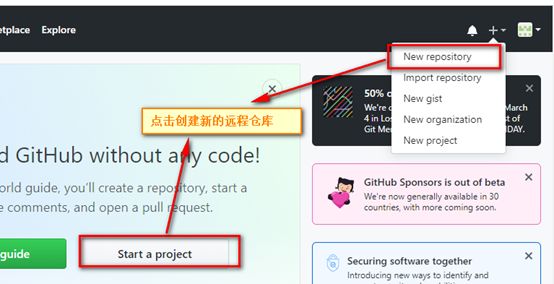 etplace Explore
New repository
Import repository
New gist
New organization
New project
50% o
We're o March
4 in Los st of
Git Mer DAY.
点击创建新的远程仓库
d GitHub without any code!
orld guide, you’ll create a repository, start a
e comments, and open a pull request.
guide
Start a project
GitHub Sponsors is out of beta
We're now generally available in 30
countries, with more coming soon.
Securing software together
Introducing new ways to identify and